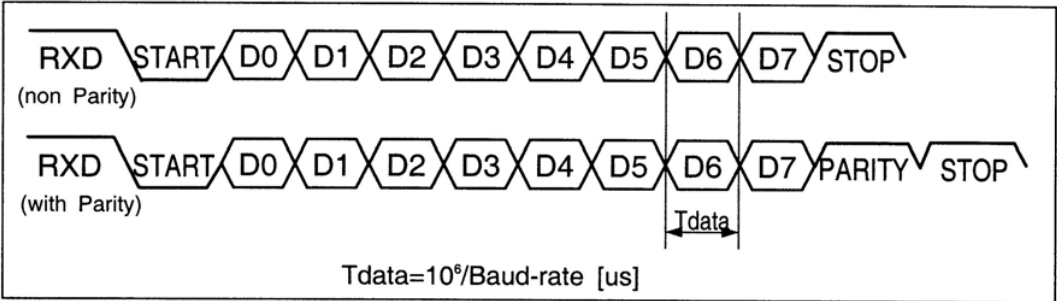 RXD START D0 D1 D2 D3 D4 D5 D6 D7 STOP
(non Parity)
RXD START D0 D1 D2 D3 D4 D5 D6 D7 PARITY STOP
(with Parity)
Tdata
Tdata=10⁶/Baud-rate [us]